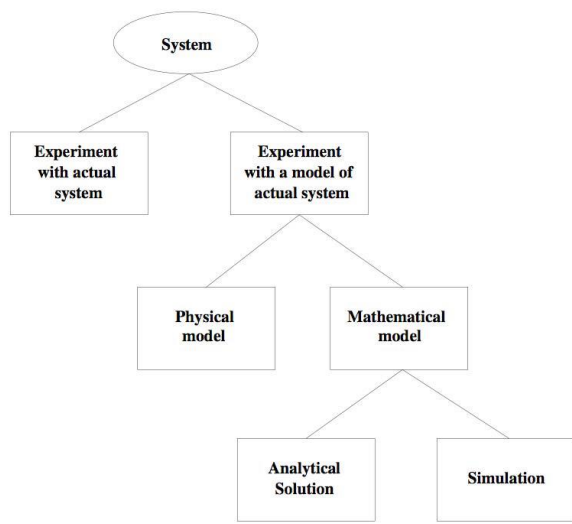 System
Experiment
with actual
system
Experiment
with a model of
actual system
Physical
model
Mathematical
model
Analytical
Solution
Simulation